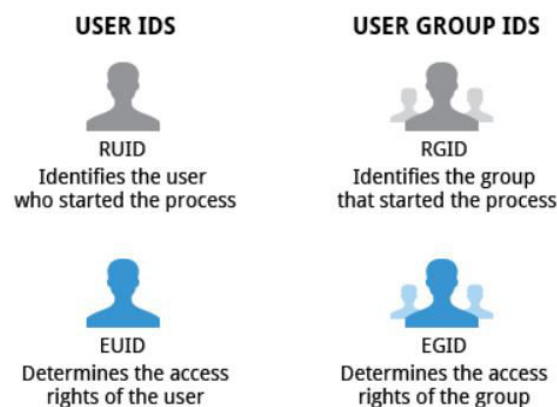 USER IDS
USER GROUP IDS
RUID
Identifies the user
who started the process
RGID
Identifies the group
that started the process
EUID
Determines the access
rights of the user
EGID
Determines the access
rights of the group